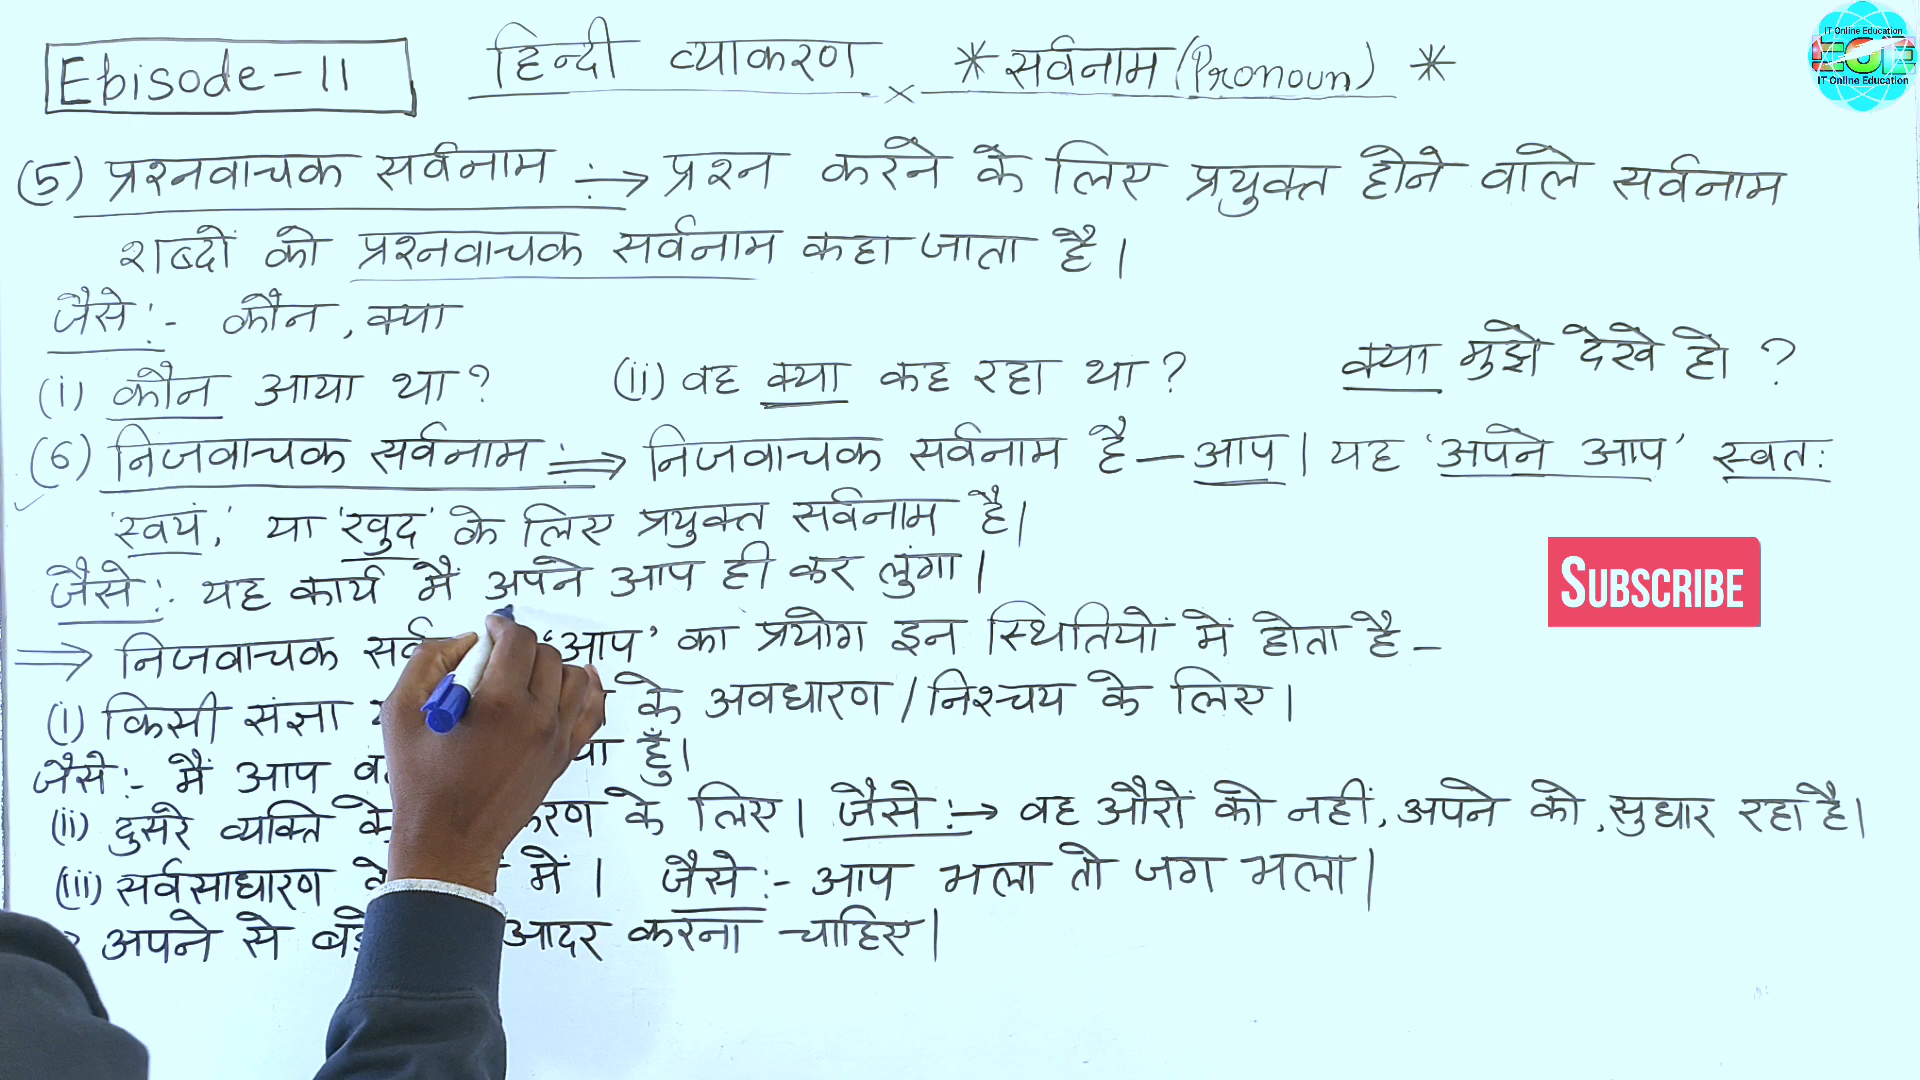 Ebisode-11 हिन्दी व्याकरण × *सर्वनाम (Pronoun) *
IT Online Education
IT Online Education
(5) प्रश्नवाचक सर्वनाम ÷→ प्रश्न करने के लिए प्रयुक्त होने वाले सर्वनाम
शब्दों को प्रश्नवाचक सर्वनाम कहा जाता है।
जैसे:- कौन, क्या
(i) कौन आया था? (ii) वह क्या कह रहा था? क्या मुझे देखे हो?
(6) निजवाचक सर्वनाम ÷⇒ निजवाचक सर्वनाम है— आप। यह 'अपने आप' स्वतः
'स्वयं,' या 'खुद' के लिए प्रयुक्त सर्वनाम है।
जैसे:- यह कार्य मैं अपने आप ही कर लुंगा।
SUBSCRIBE
⇒ निजवाचक 'आप' का प्रयोग इन स्थितियों में होता है-
(i) किसी संज्ञा के अवधारण/निश्चय के लिए।
जैसे:- मैं आप हूँ।
(ii) दुसरे व्यक्ति के लिए। जैसे:→ वह औरों को नहीं, अपने को, सुधार रहा है।
(iii) सर्वसाधारण में। जैसे:- आप भला तो जग भला।
अपने से आदर करना चाहिए।